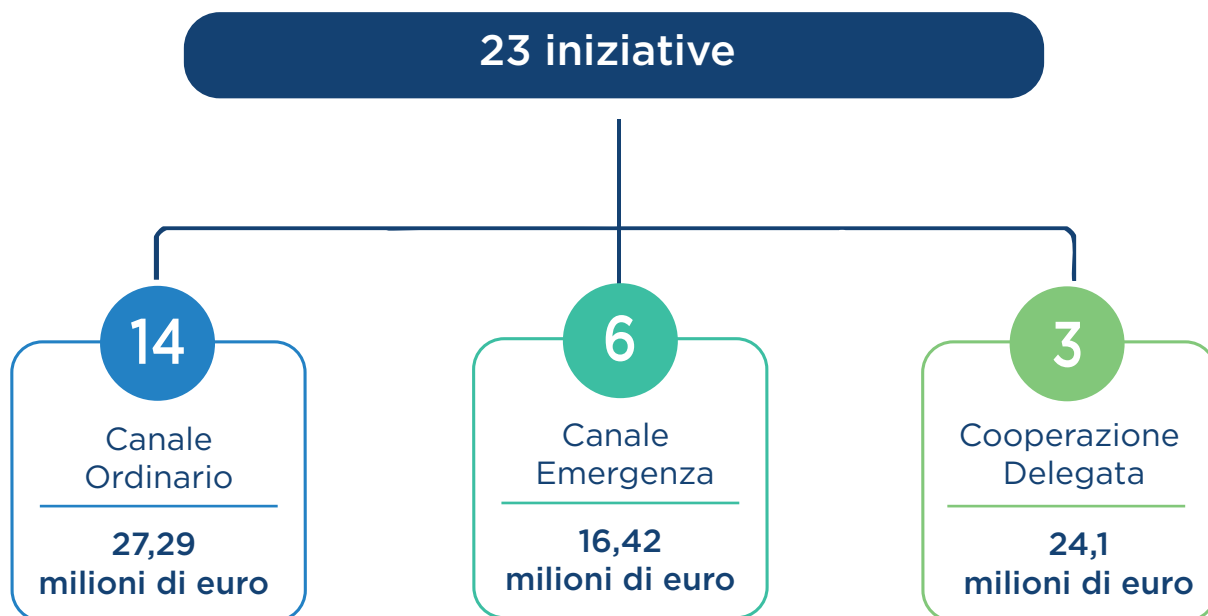 23 iniziative
14
Canale
Ordinario
27,29
milioni di euro
6
Canale
Emergenza
16,42
milioni di euro
3
Cooperazione
Delegata
24,1
milioni di euro